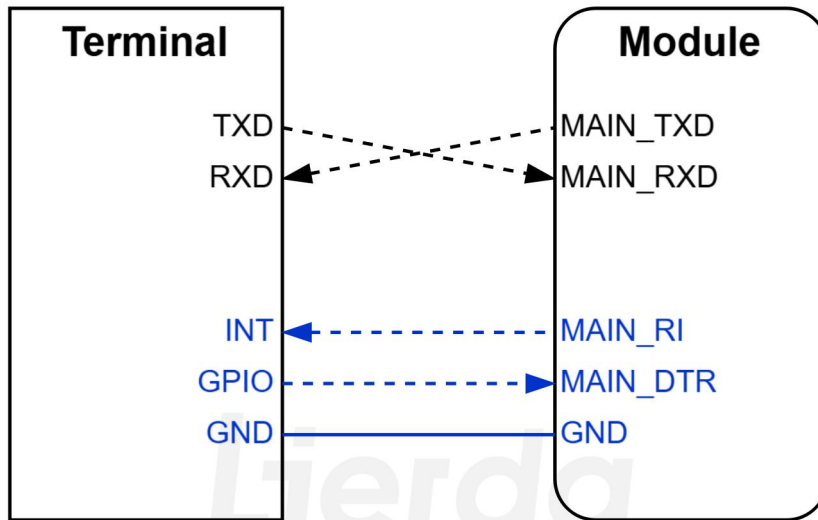 Terminal Module
TXD MAIN_TXD
RXD MAIN_RXD
INT MAIN_RI
GPIO MAIN_DTR
GND GND
Lierda